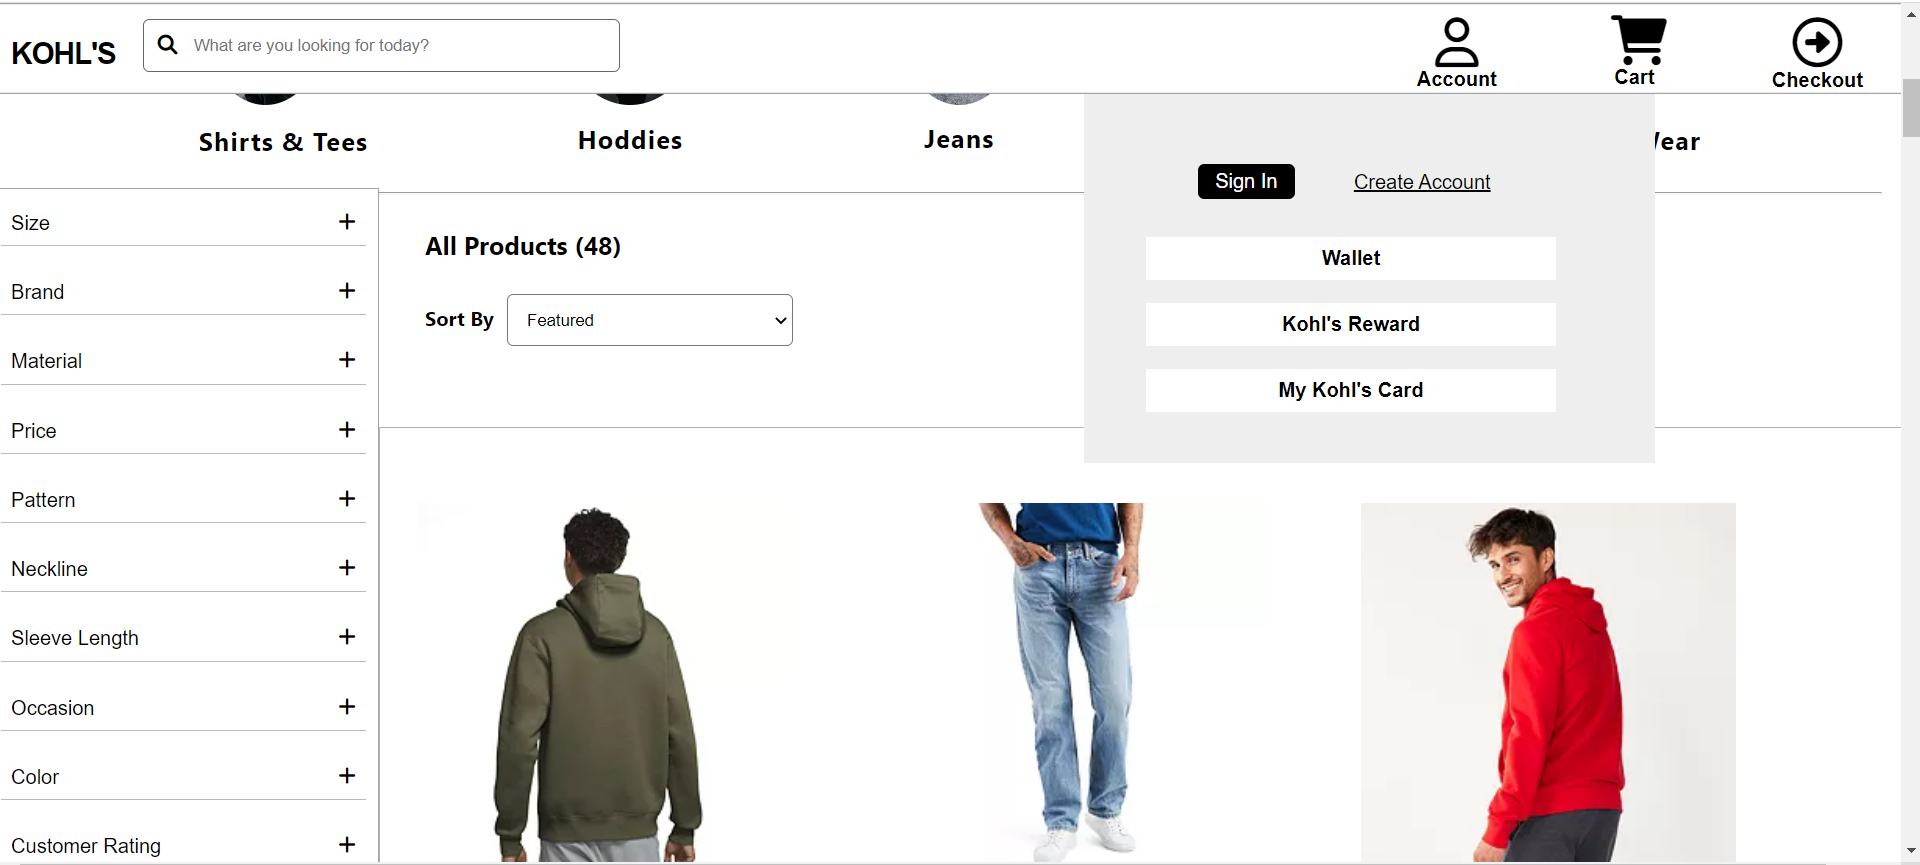 KOHL'S
What are you looking for today?
Account
Cart
Checkout
Shirts & Tees
Hoddies
Jeans
Sign In
Create Account
Wallet
Kohl's Reward
My Kohl's Card
Size
Brand
Material
Price
Pattern
Neckline
Sleeve Length
Occasion
Color
Customer Rating
All Products (48)
Sort By
Featured